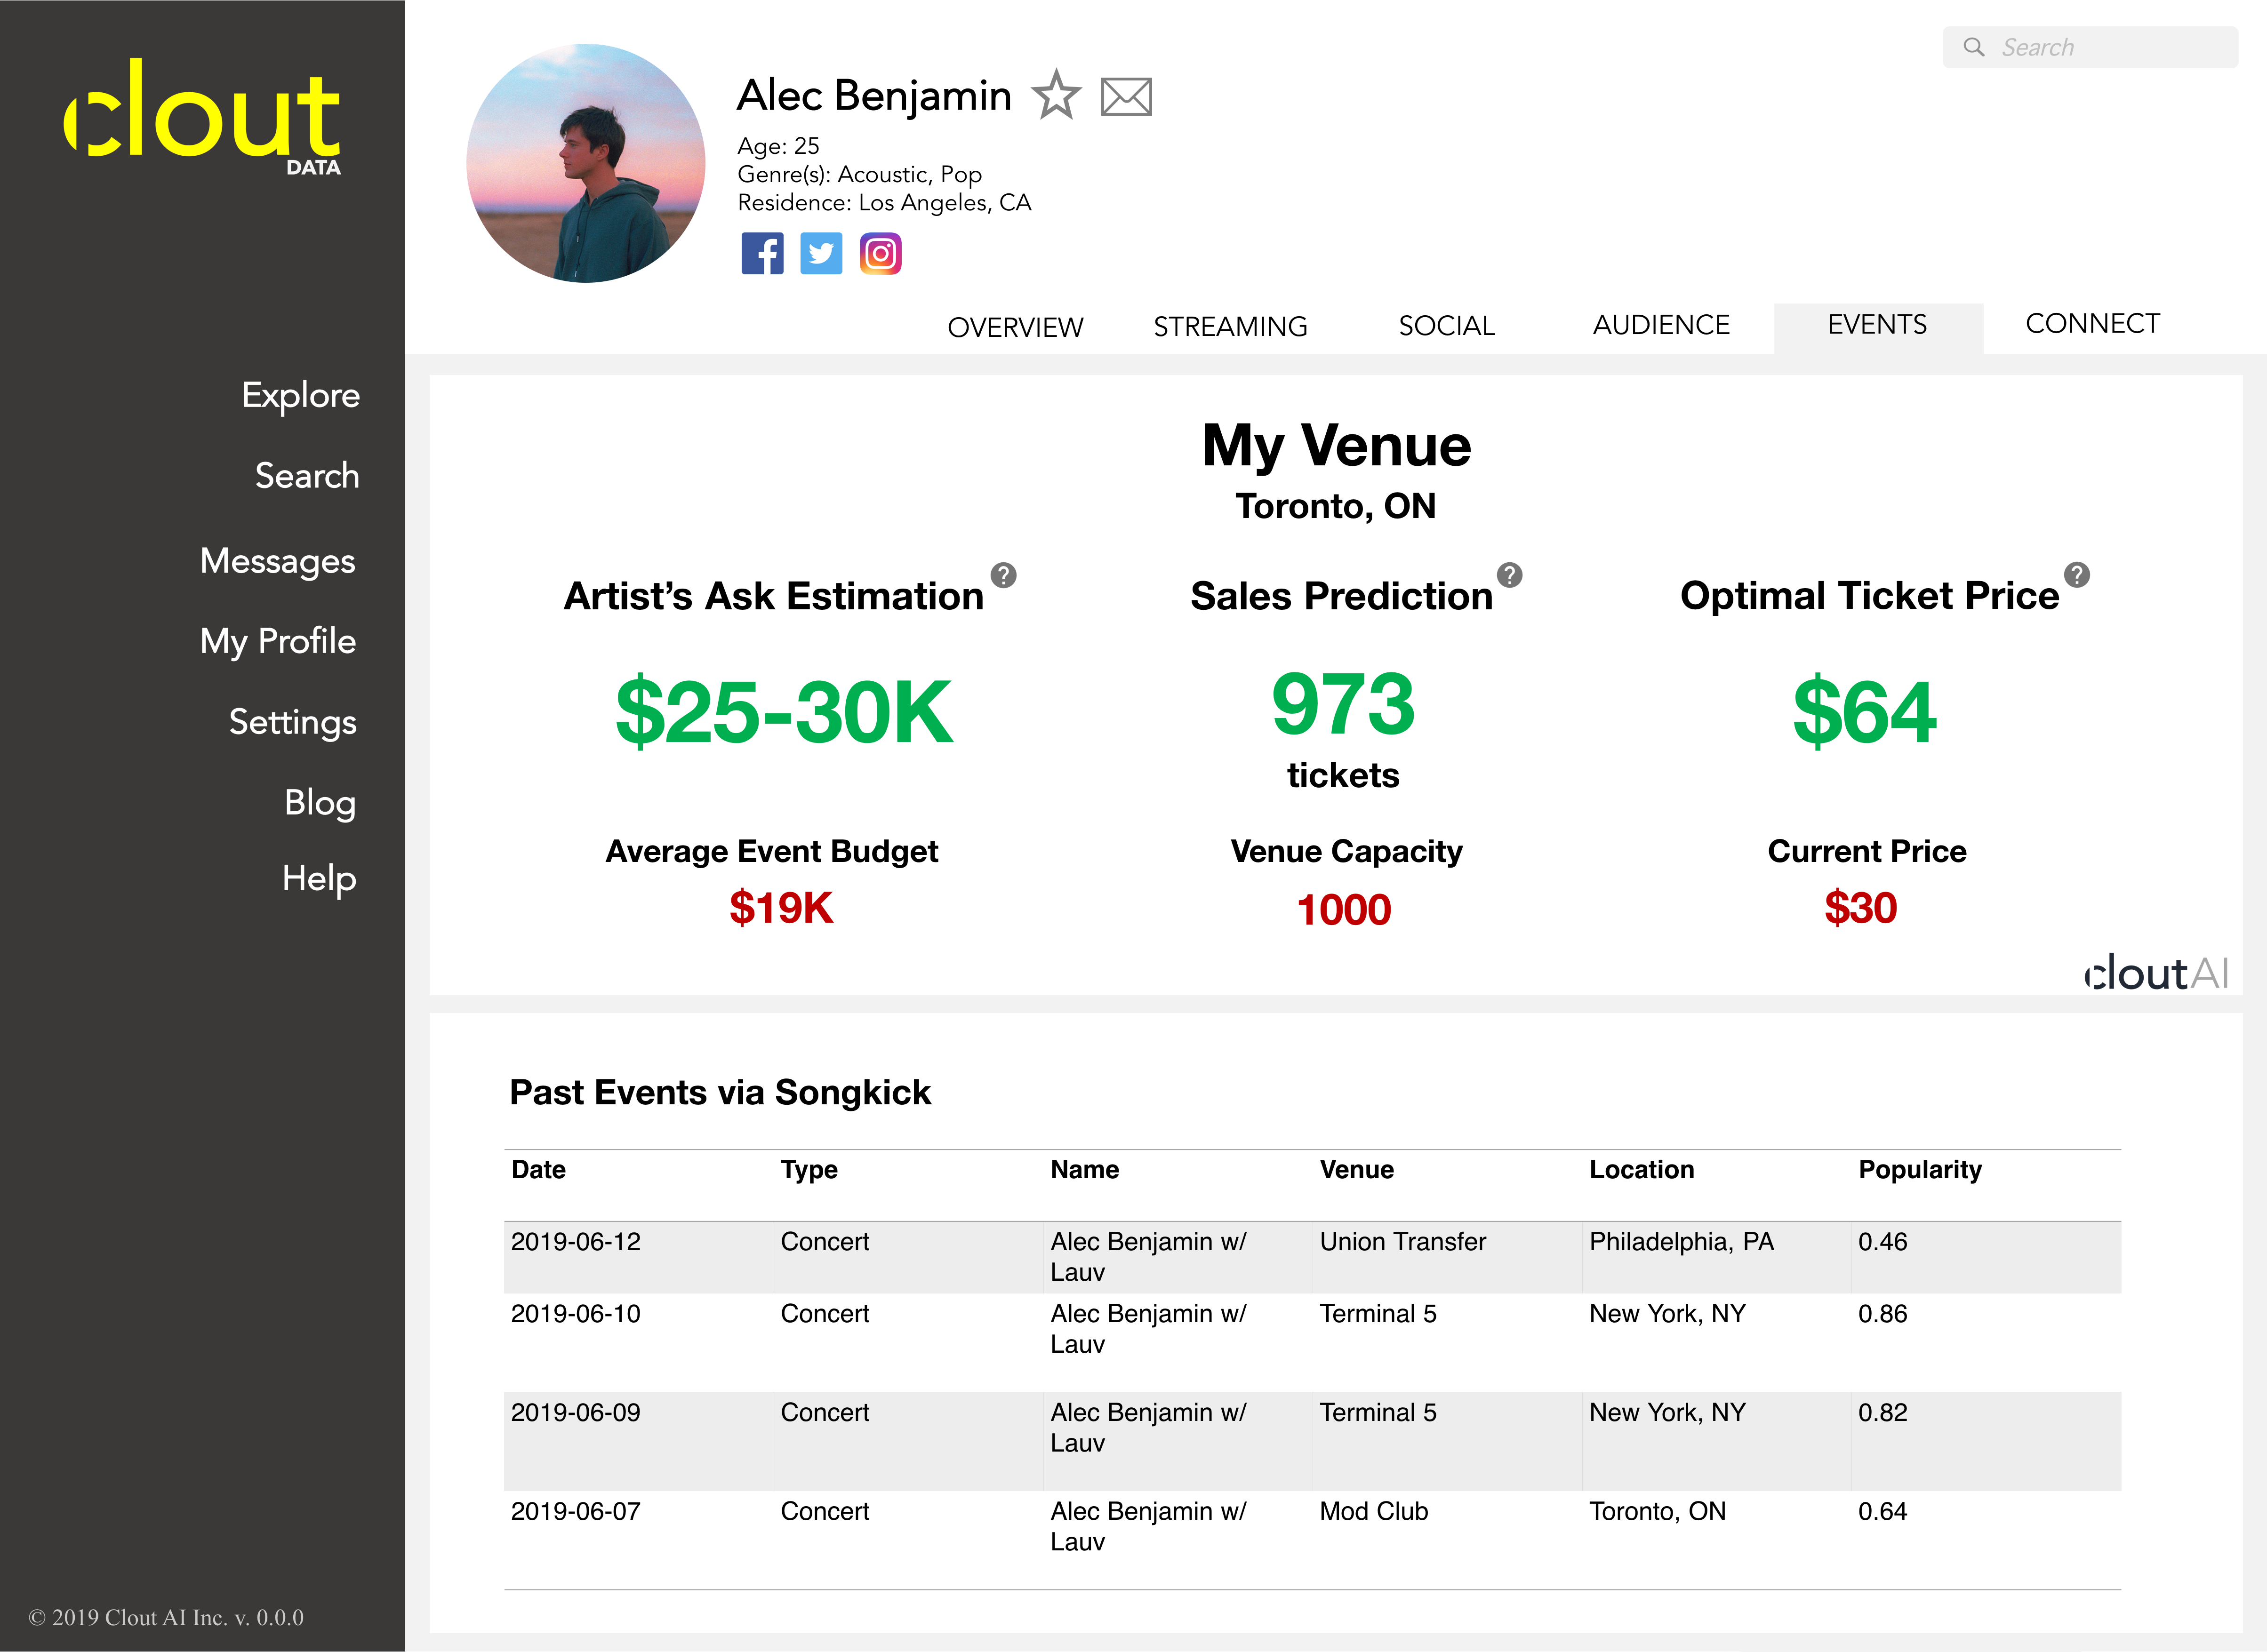 clout
DATA
Explore
Search
Messages
My Profile
Settings
Blog
Help
© 2019 Clout AI Inc. v. 0.0.0
Search
Alec Benjamin
Age: 25
Genre(s): Acoustic, Pop
Residence: Los Angeles, CA
OVERVIEW STREAMING SOCIAL AUDIENCE EVENTS CONNECT
My Venue
Toronto, ON
Artist’s Ask Estimation ? Sales Prediction ? Optimal Ticket Price ?
$25-30K 973 $64
tickets
Average Event Budget Venue Capacity Current Price
$19K 1000 $30
cloutAI
Past Events via Songkick
Date Type Name Venue Location Popularity
2019-06-12 Concert Alec Benjamin w/ Union Transfer Philadelphia, PA 0.46
Lauv
2019-06-10 Concert Alec Benjamin w/ Terminal 5 New York, NY 0.86
Lauv
2019-06-09 Concert Alec Benjamin w/ Terminal 5 New York, NY 0.82
Lauv
2019-06-07 Concert Alec Benjamin w/ Mod Club Toronto, ON 0.64
Lauv